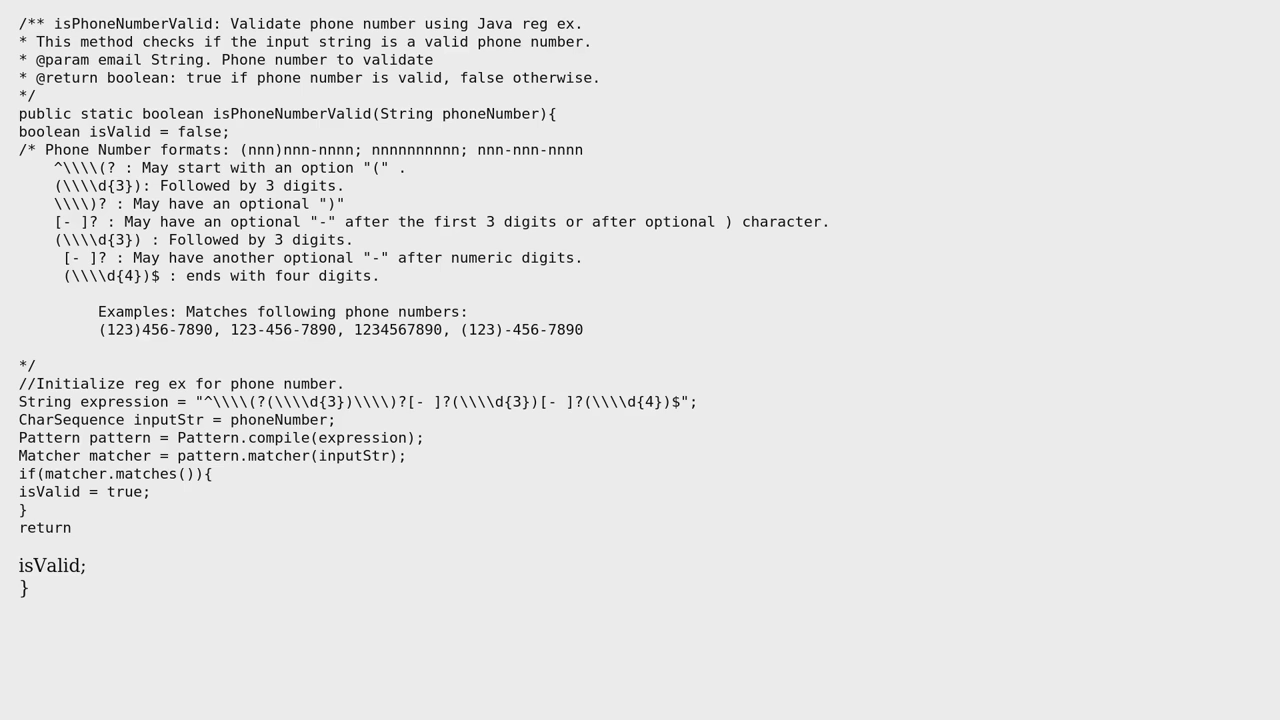 /** isPhoneNumberValid: Validate phone number using Java reg ex.
* This method checks if the input string is a valid phone number.
* @param email String. Phone number to validate
* @return boolean: true if phone number is valid, false otherwise.
*/
public static boolean isPhoneNumberValid(String phoneNumber){
boolean isValid = false;
/* Phone Number formats: (nnn)nnn-nnnn; nnnnnnnnnn; nnn-nnn-nnnn
    ^\\\\(? : May start with an option "(" .
    (\\\\d{3}): Followed by 3 digits.
    \\\\)? : May have an optional ")"
    [- ]? : May have an optional "-" after the first 3 digits or after optional ) character.
    (\\\\d{3}) : Followed by 3 digits.
     [- ]? : May have another optional "-" after numeric digits.
     (\\\\d{4})$ : ends with four digits.

         Examples: Matches following phone numbers:
         (123)456-7890, 123-456-7890, 1234567890, (123)-456-7890

*/
//Initialize reg ex for phone number.
String expression = "^\\\\(?(\\\\d{3})\\\\)?[- ]?(\\\\d{3})[- ]?(\\\\d{4})$";
CharSequence inputStr = phoneNumber;
Pattern pattern = Pattern.compile(expression);
Matcher matcher = pattern.matcher(inputStr);
if(matcher.matches()){
isValid = true;
}
return

isValid;
}